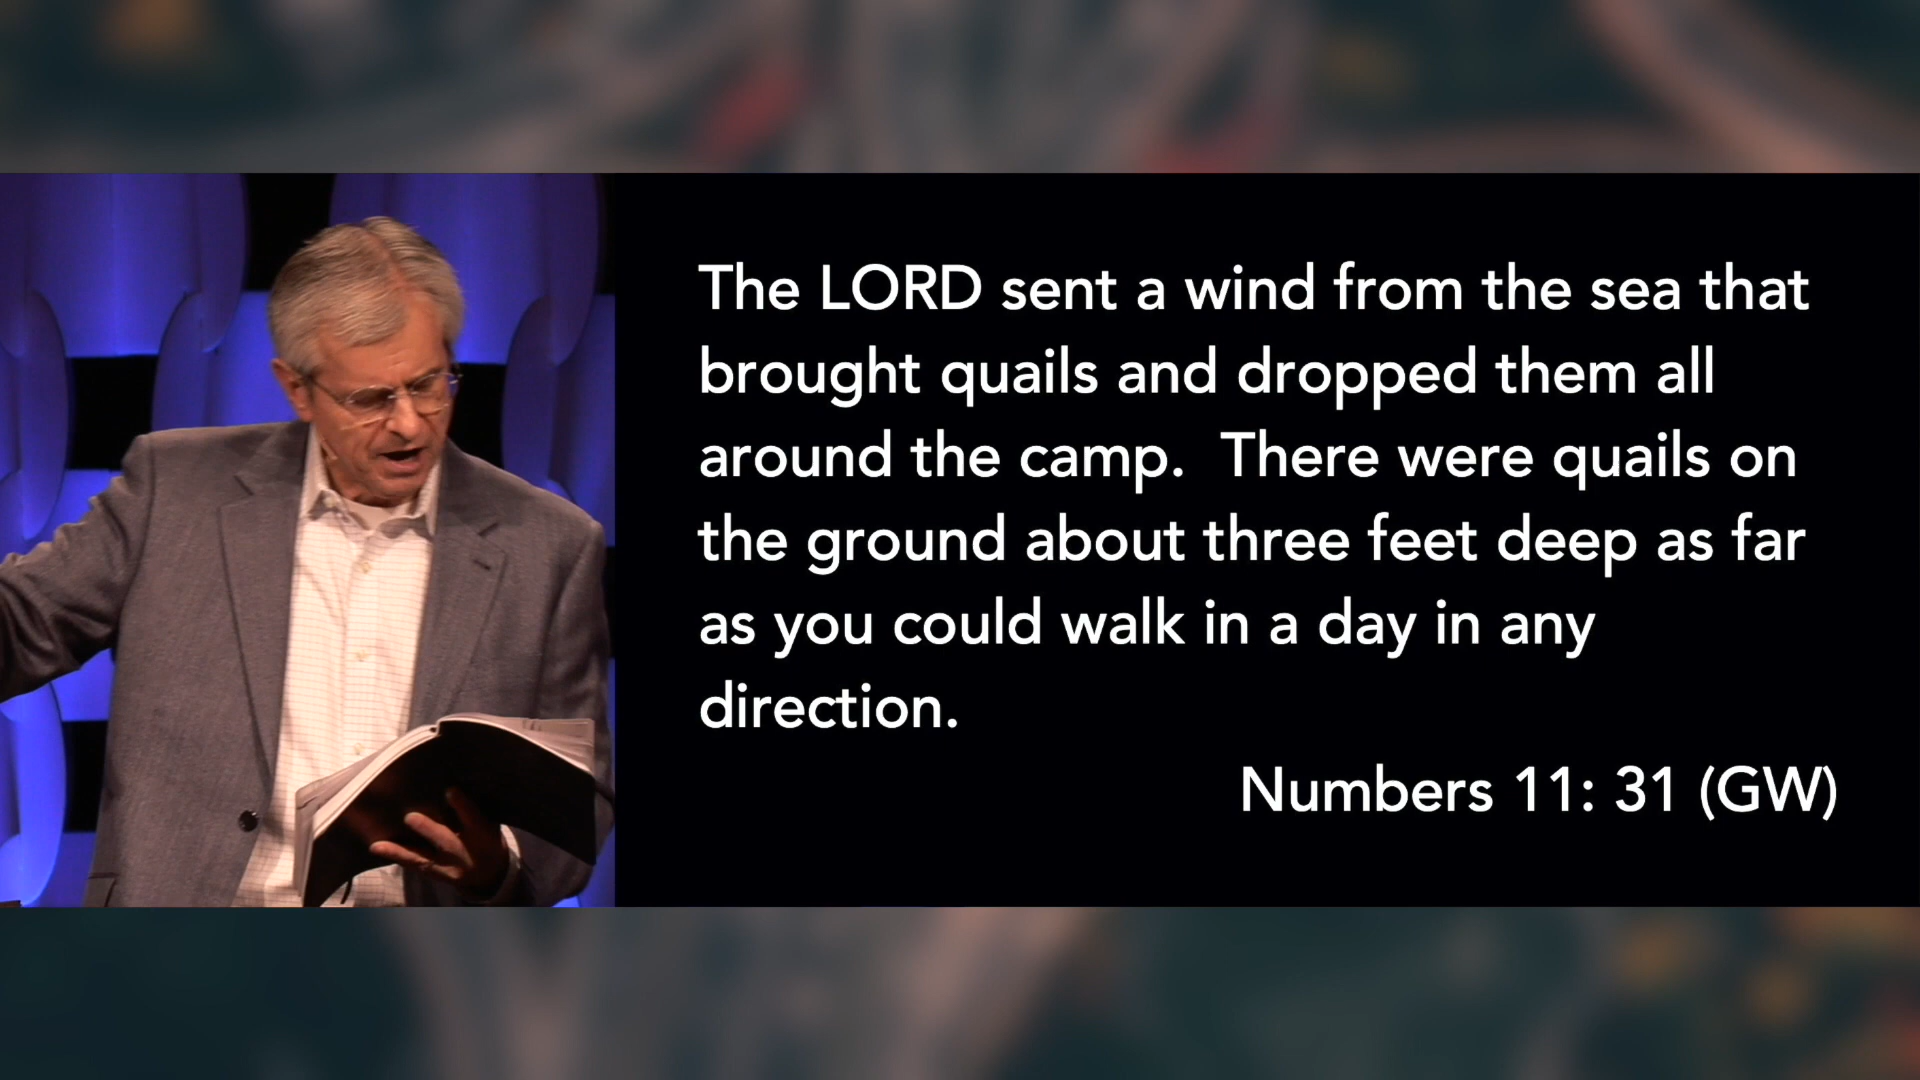 The LORD sent a wind from the sea that
brought quails and dropped them all
around the camp.  There were quails on
the ground about three feet deep as far
as you could walk in a day in any
direction.
Numbers 11: 31 (GW)